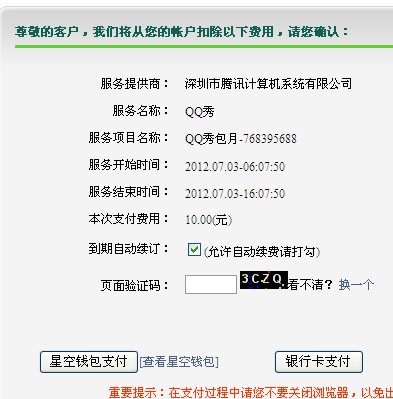 尊敬的客户，我们将从您的帐户扣除以下费用，请您确认：
服务提供商： 深圳市腾讯计算机系统有限公司
服务名称： QQ秀
服务项目名称： QQ秀包月-768395688
服务开始时间： 2012.07.03-06:07:50
服务结束时间： 2012.07.03-16:07:50
本次支付费用： 10.00(元)
到期自动续订： (允许自动续费请打勾)
页面验证码： 3CZQ 看不清？ 换一个
星空钱包支付 [查看星空钱包] 银行卡支付
重要提示：在支付过程中请您不要关闭浏览器，以免出